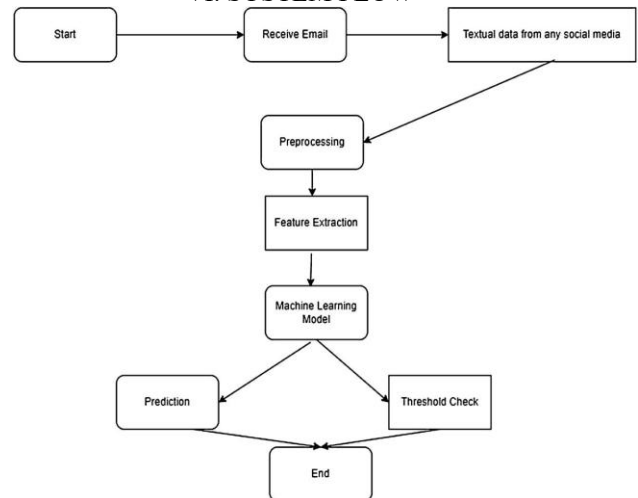 Start
Receive Email
Textual data from any social media
Preprocessing
Feature Extraction
Machine Learning
Model
Prediction
Threshold Check
End